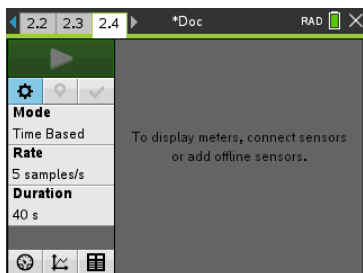 2.2 2.3 2.4 *Doc RAD
Mode
Time Based
Rate
5 samples/s
Duration
40 s
To display meters, connect sensors
or add offline sensors.